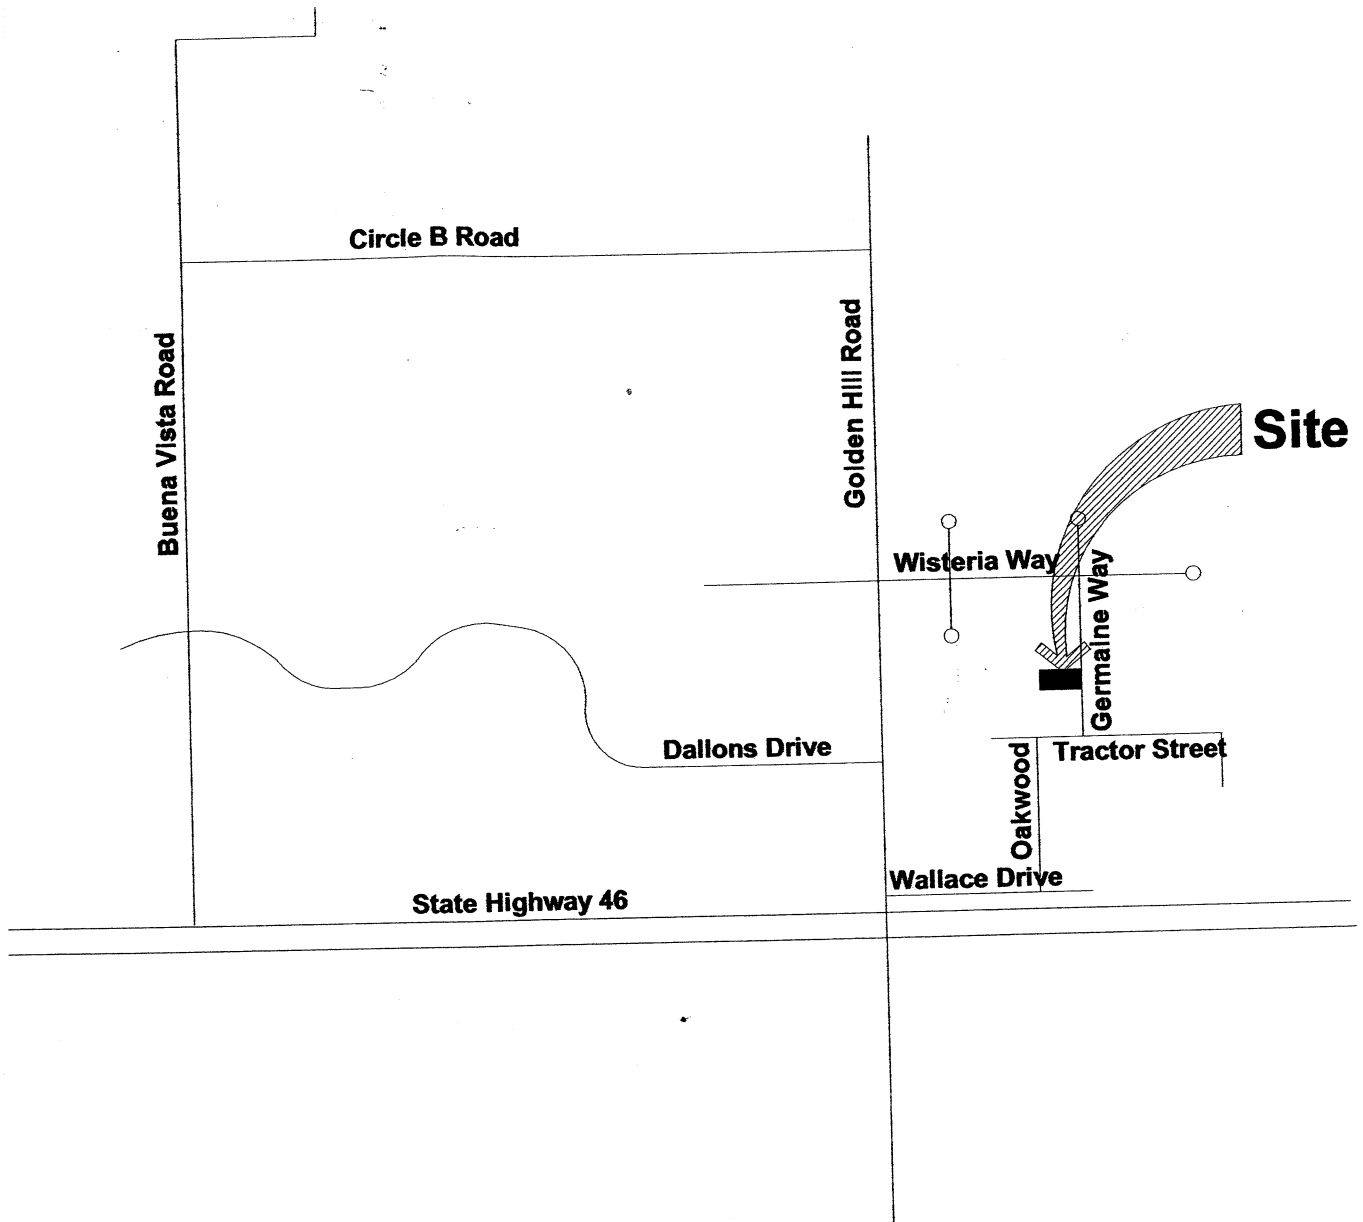 Circle B Road
Buena Vista Road
Golden Hill Road
Site
Wisteria Way
Germaine Way
Dallons Drive
Tractor Street
Oakwood
Wallace Drive
State Highway 46